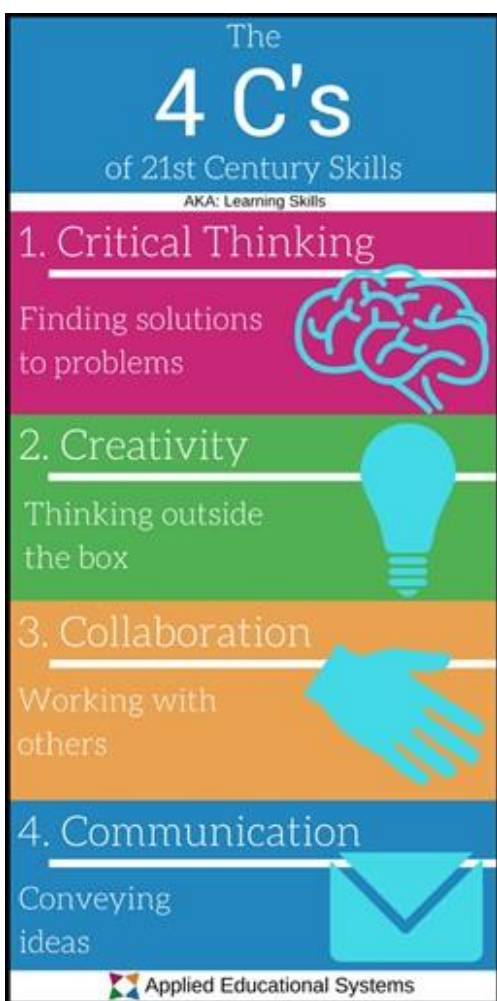 The
4 C's
of 21st Century Skills
AKA: Learning Skills
1. Critical Thinking
Finding solutions
to problems
2. Creativity
Thinking outside
the box
3. Collaboration
Working with
others
4. Communication
Conveying
ideas
Applied Educational Systems